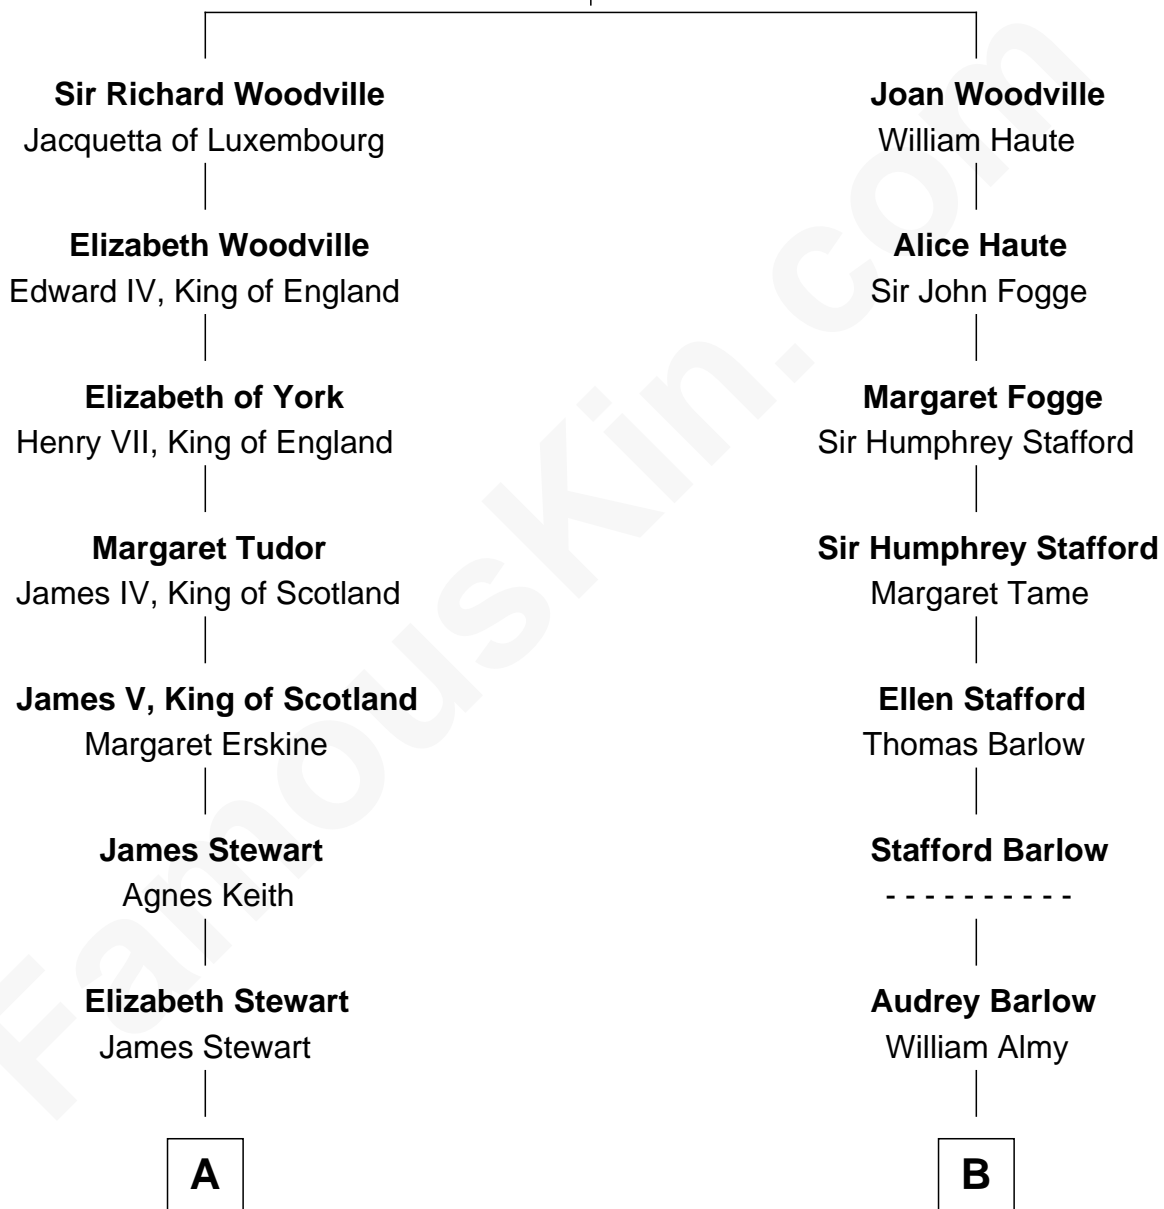 Sir Richard Woodville
Jacquetta of Luxembourg
Elizabeth Woodville
Edward IV, King of England
Elizabeth of York
Henry VII, King of England
Margaret Tudor
James IV, King of Scotland
James V, King of Scotland
Margaret Erskine
James Stewart
Agnes Keith
Elizabeth Stewart
James Stewart
A
Joan Woodville
William Haute
Alice Haute
Sir John Fogge
Margaret Fogge
Sir Humphrey Stafford
Sir Humphrey Stafford
Margaret Tame
Ellen Stafford
Thomas Barlow
Stafford Barlow
- - - - - - - - - -
Audrey Barlow
William Almy
B
FamousKin.com